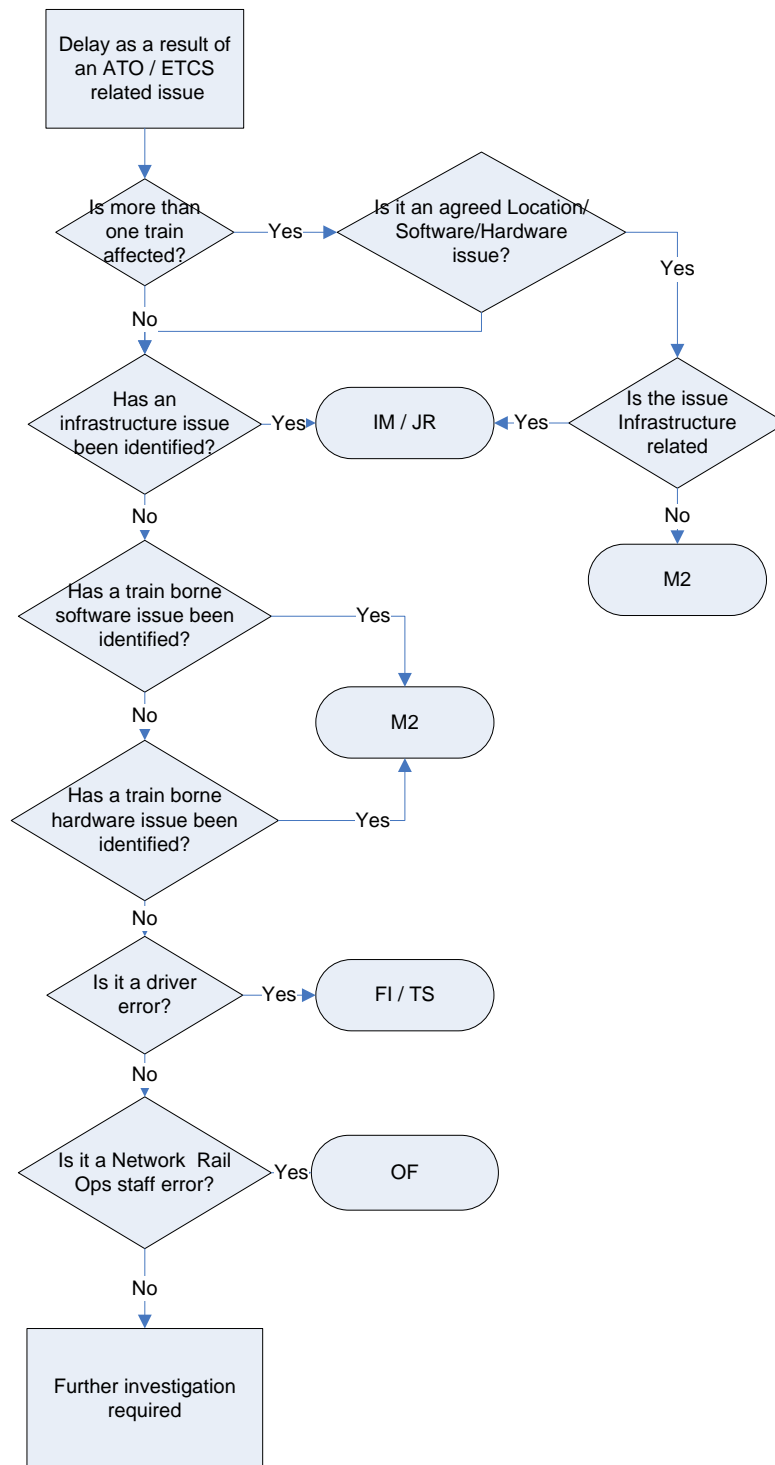 Delay as a result of
an ATO / ETCS
related issue
Is more than
one train
affected?
Yes
Is it an agreed Location/
Software/Hardware
issue?
Yes
No
Has an
infrastructure issue
been identified?
Yes
IM / JR
Yes
Is the issue
Infrastructure
related
No
No
M2
Has a train borne
software issue been
identified?
Yes
No
M2
Has a train borne
hardware issue been
identified?
Yes
No
Is it a driver
error?
Yes
FI / TS
No
Is it a Network  Rail
Ops staff error?
Yes
OF
No
Further investigation
required